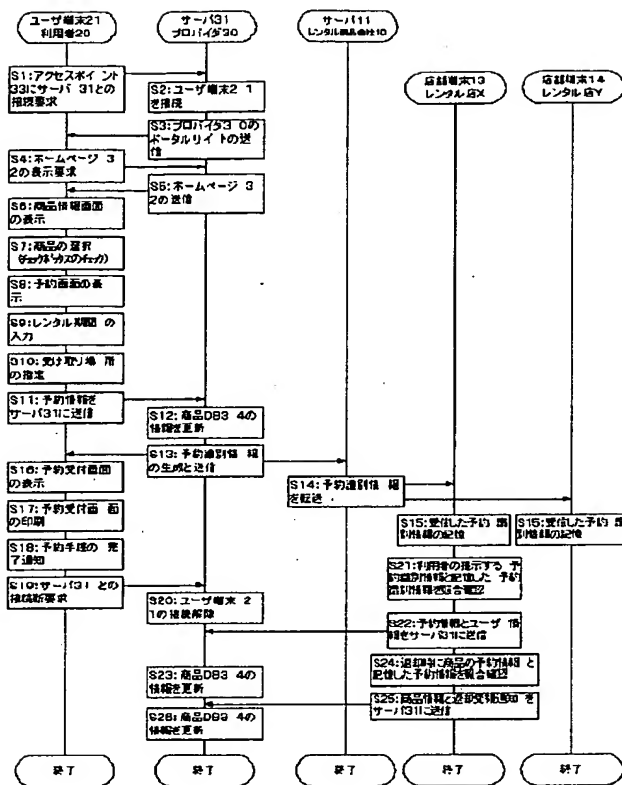 ユーザ端末21
利用者20
サーバ31
プロバイダ30
サーバ11
店舗端末13
レンタル店X
店舗端末14
レンタル店Y
S1:アクセスポイント
33にサーバ31との
接続要求
S2:ユーザ端末21
を接続
S3:プロバイダ30の
ポータルサイトの送
信
S4:ホームページ3
2の表示要求
S5:ホームページ3
2の送信
S6:商品情報画面
の表示
S7:商品の選択
(チェックボックスのチェック)
S8:予約画面の表
示
S9:レンタル期間の
入力
S10:受け取り場所
の指定
S11:予約情報を
サーバ31に送信
S12:商品DB34の
情報を更新
S13:予約識別情報
の生成と送信
S14:予約識別情報
を転送
S16:予約受付画面
の表示
S15:受信した予約識
別情報の記憶
S15:受信した予約識
別情報の記憶
S17:予約受付画面
の印刷
S18:予約手続の完
了通知
S21:利用者の提示する予
約識別情報と記憶した予約
識別情報を照合確認
S19:サーバ31との
接続断要求
S20:ユーザ端末2
1の接続解除
S22:予約情報とユーザ情
報をサーバ31に送信
S24:返却時に商品の予約情報と
記憶した予約情報を照合確認
S23:商品DB34の
情報を更新
S25:商品情報と返却受領通知を
サーバ31に送信
S26:商品DB34の
情報を更新
終了
終了
終了
終了
終了